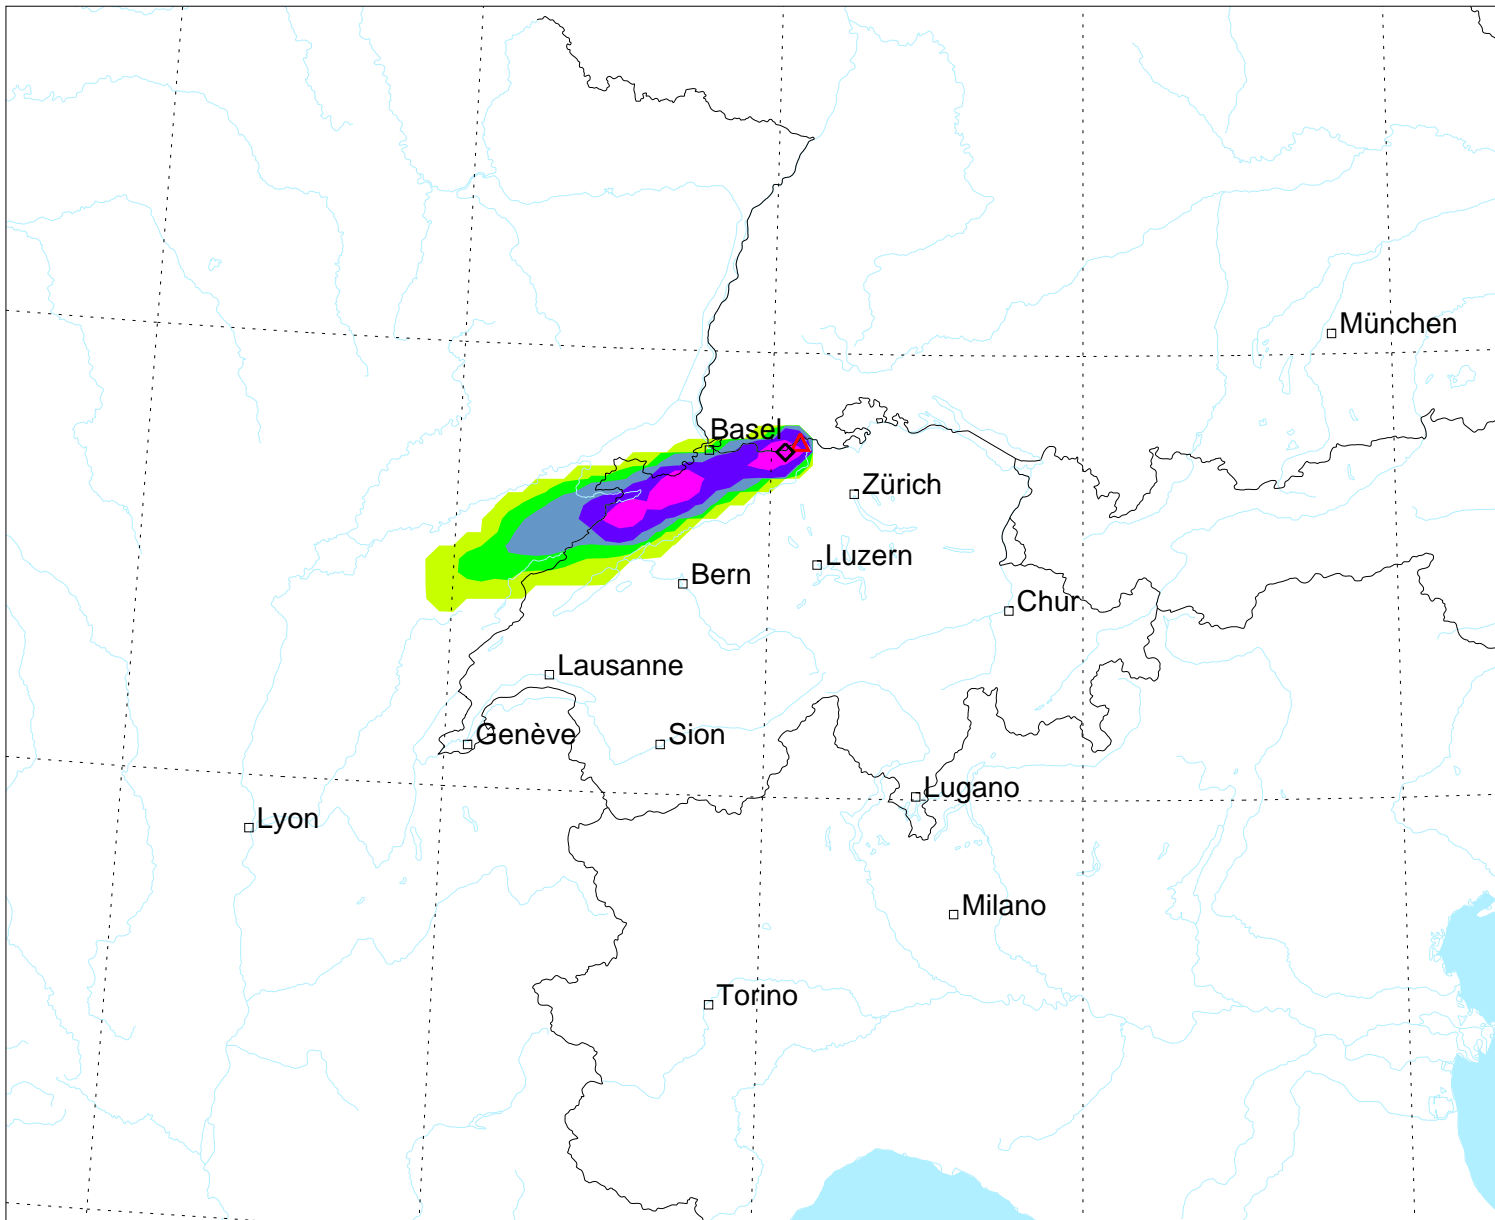 München
Basel
Zürich
Luzern
Bern
Chur
Lausanne
Genève
Sion
Lugano
Lyon
Milano
Torino